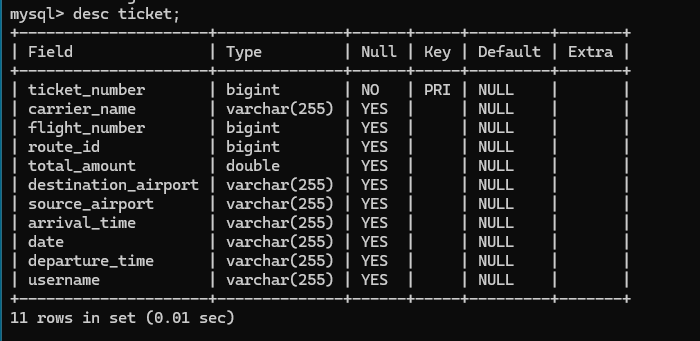 mysql> desc ticket;
+---------------------+--------------+------+-----+---------+-------+
| Field               | Type         | Null | Key | Default | Extra |
+---------------------+--------------+------+-----+---------+-------+
| ticket_number       | bigint       | NO   | PRI | NULL    |       |
| carrier_name        | varchar(255) | YES  |     | NULL    |       |
| flight_number       | bigint       | YES  |     | NULL    |       |
| route_id            | bigint       | YES  |     | NULL    |       |
| total_amount        | double       | YES  |     | NULL    |       |
| destination_airport | varchar(255) | YES  |     | NULL    |       |
| source_airport      | varchar(255) | YES  |     | NULL    |       |
| arrival_time        | varchar(255) | YES  |     | NULL    |       |
| date                | varchar(255) | YES  |     | NULL    |       |
| departure_time      | varchar(255) | YES  |     | NULL    |       |
| username            | varchar(255) | YES  |     | NULL    |       |
+---------------------+--------------+------+-----+---------+-------+
11 rows in set (0.01 sec)